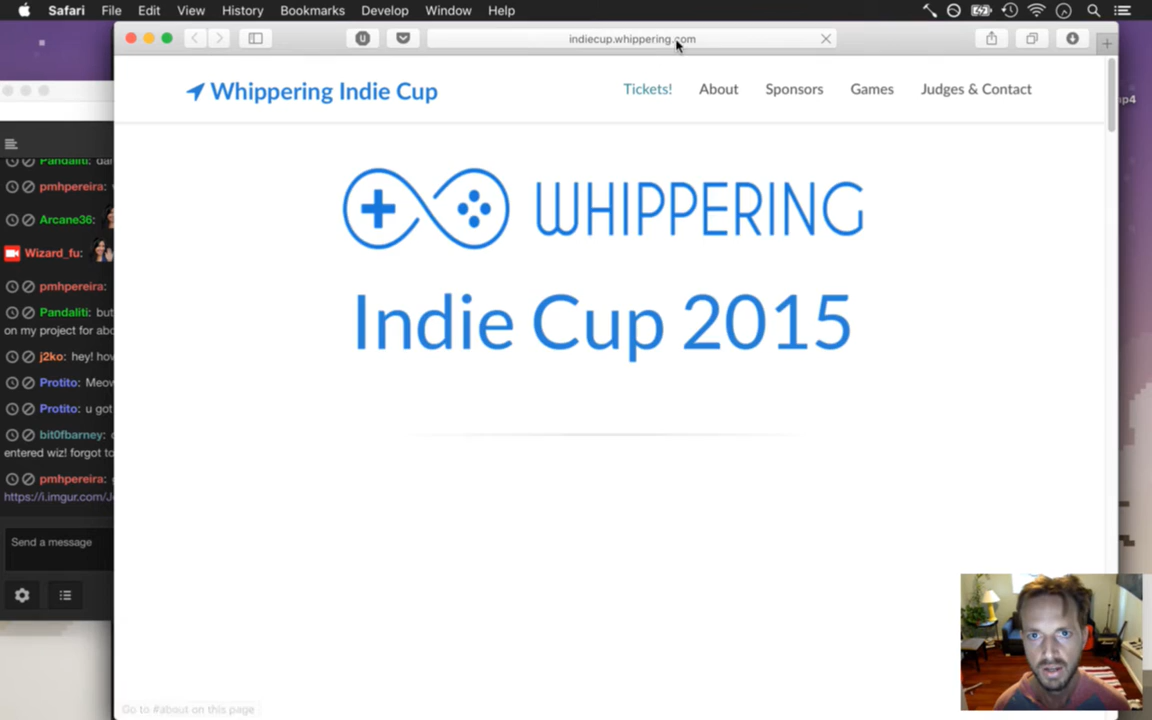 Safari File Edit View History Bookmarks Develop Window Help
indiecup.whippering.com
Whippering Indie Cup
Tickets! About Sponsors Games Judges & Contact
WHIPPERING
Indie Cup 2015
Pandaliti:
pmhpereira:
Arcane36:
Wizard_fu:
pmhpereira:
Pandaliti: but
on my project for
j2ko: hey!
Protito:
Protito: u got
bit0fbarney:
entered wiz! forgot to
pmhpereira:
https://i.imgur.com/
Send a message
Go to #about on this page